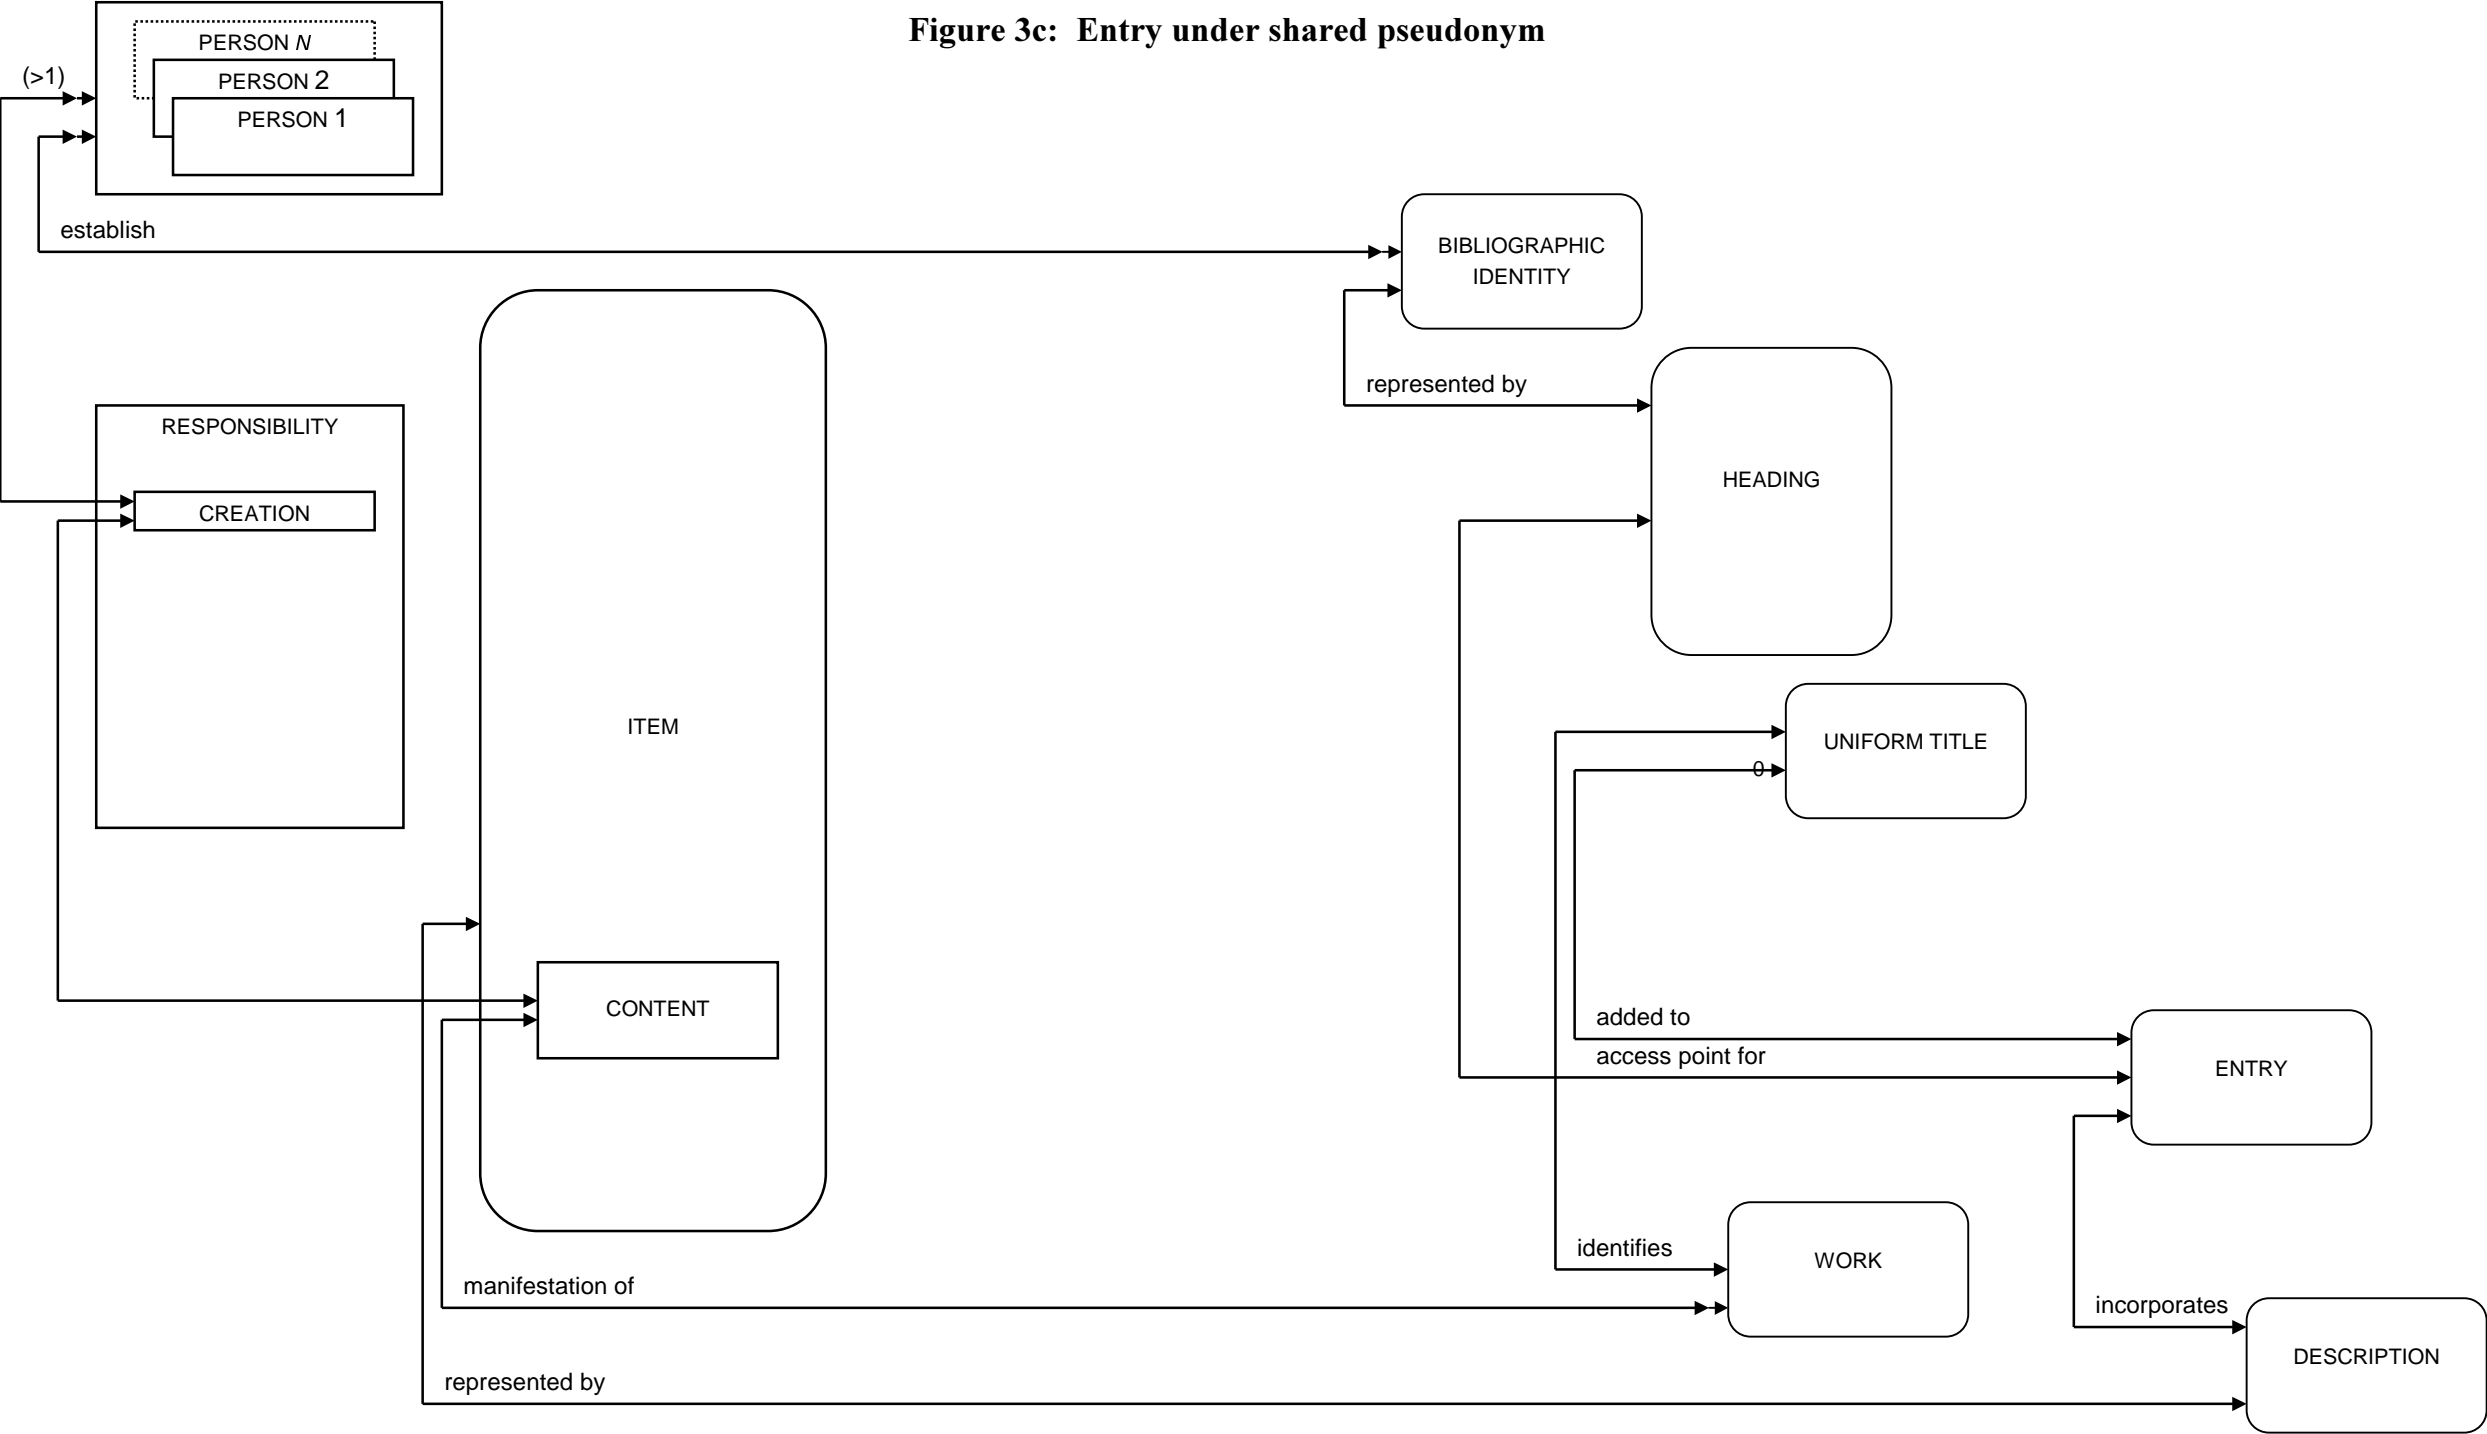 Figure 3c: Entry under shared pseudonym
PERSON N
(>1)
PERSON 2
PERSON 1
establish
BIBLIOGRAPHIC
IDENTITY
represented by
RESPONSIBILITY
HEADING
CREATION
ITEM
UNIFORM TITLE
0
CONTENT
added to
access point for
ENTRY
identifies
WORK
manifestation of
incorporates
DESCRIPTION
represented by